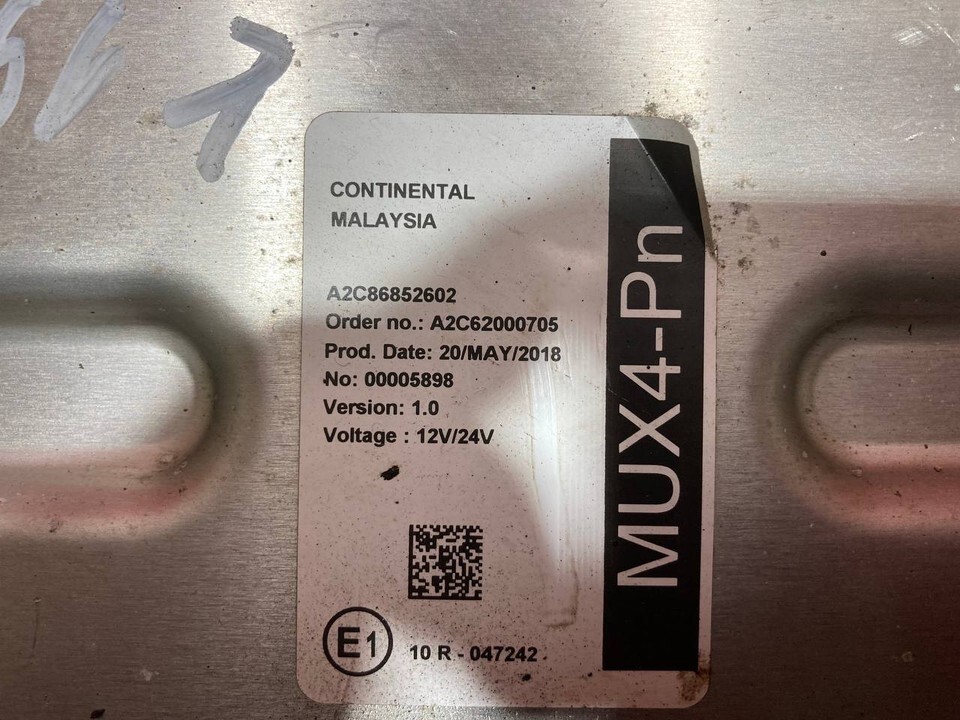 CONTINENTAL
MALAYSIA
A2C86852602
Order no.: A2C62000705
Prod. Date: 20/MAY/2018
No: 00005898
Version: 1.0
Voltage : 12V/24V
E1
10 R - 047242
MUX4-Pn